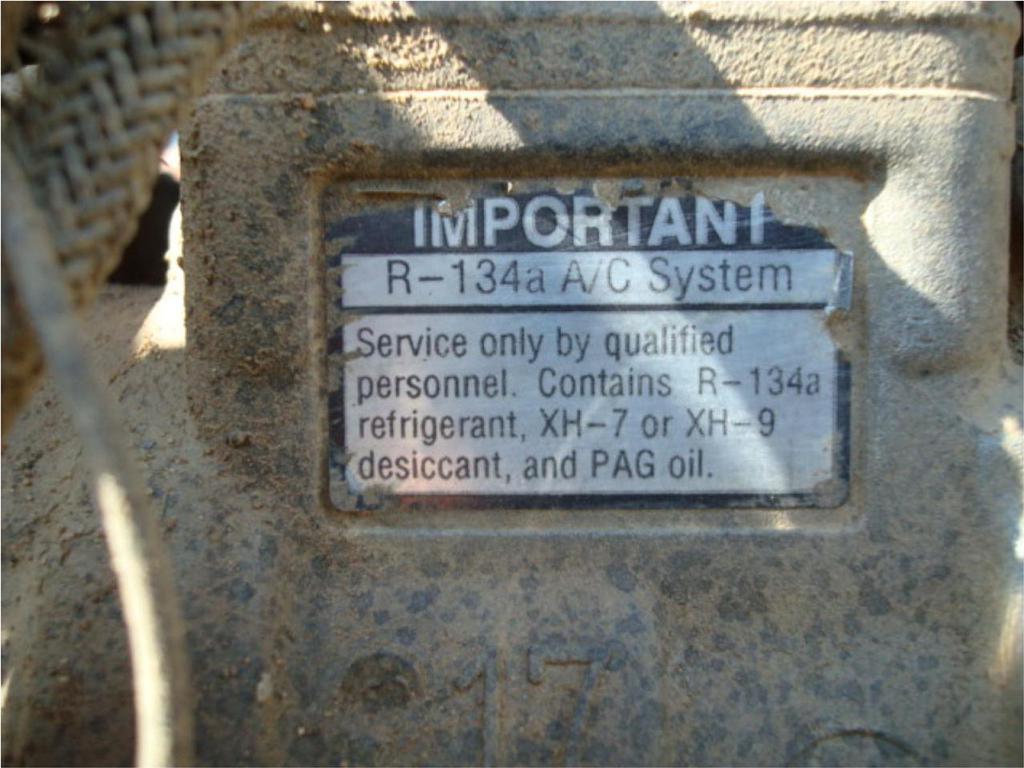 IMPORTANT
R-134a A/C System
Service only by qualified
personnel. Contains R-134a
refrigerant, XH-7 or XH-9
desiccant, and PAG oil.
17